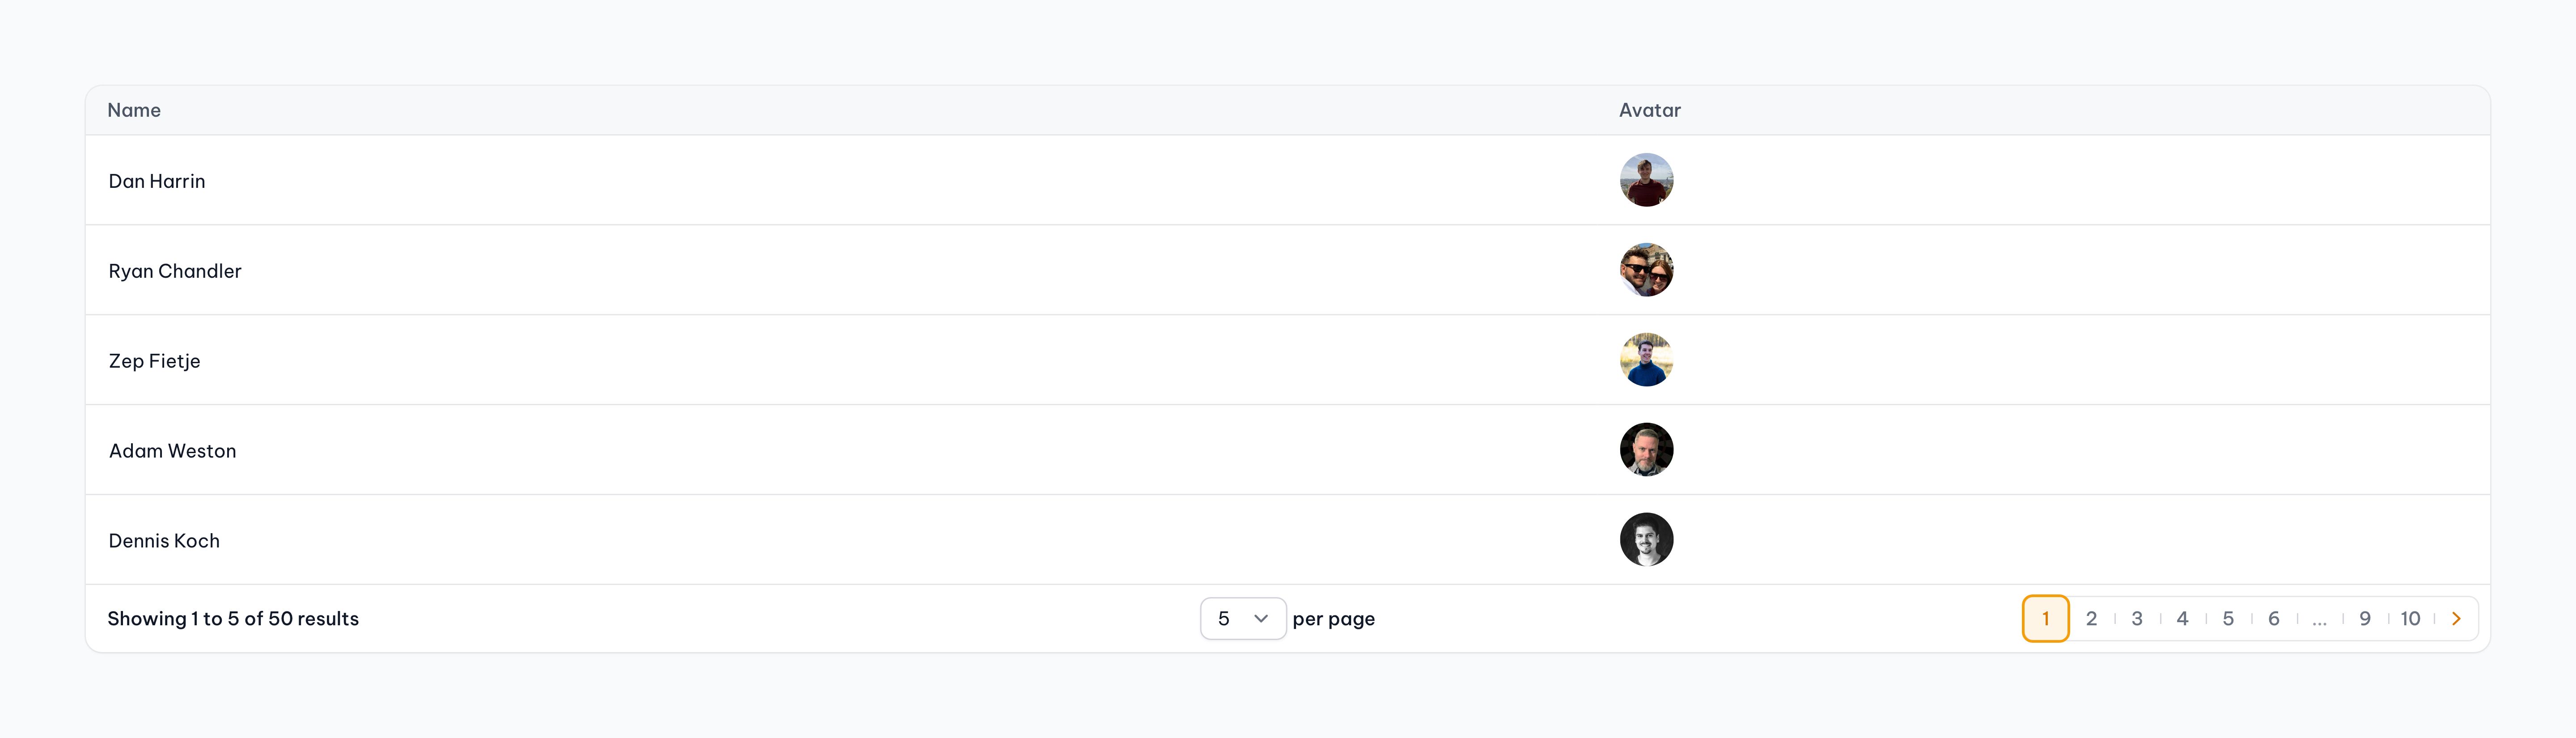 Name Avatar
Dan Harrin
Ryan Chandler
Zep Fietje
Adam Weston
Dennis Koch
Showing 1 to 5 of 50 results 5 per page 1 2 3 4 5 6 ... 9 10